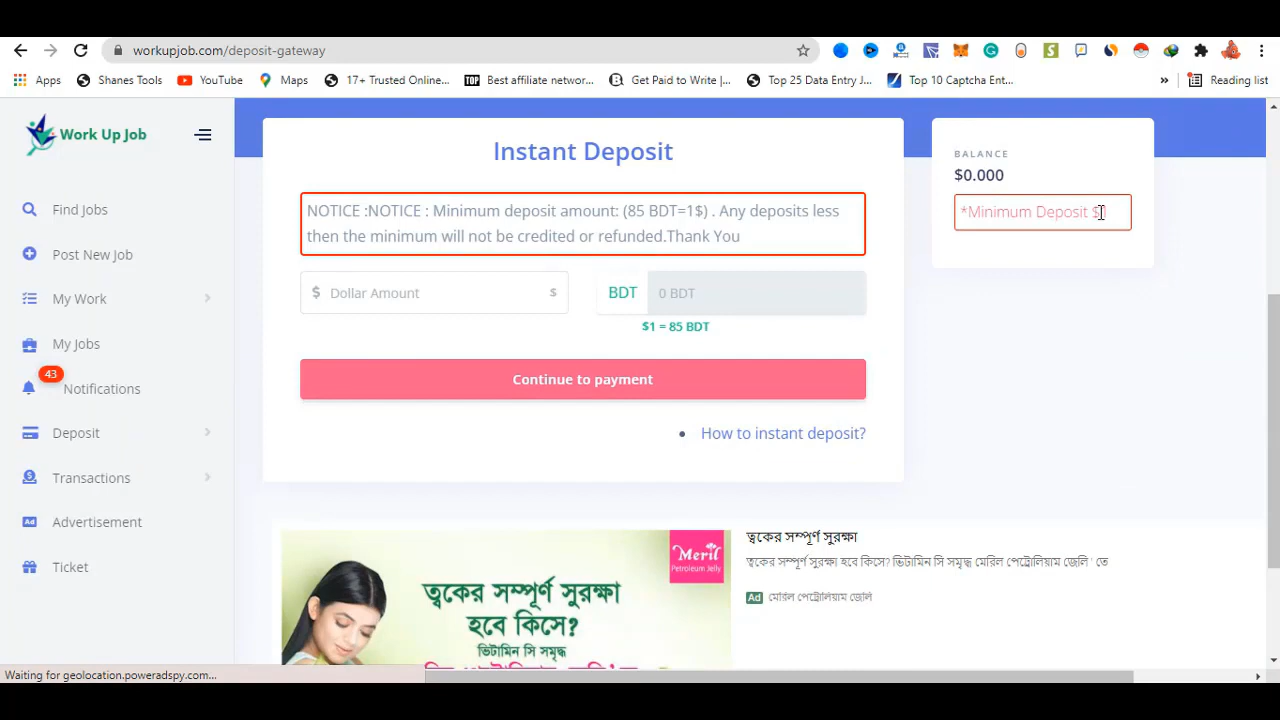 workupjob.com/deposit-gateway
Apps
Shanes Tools
YouTube
Maps
17+ Trusted Onlin...
Best affiliate networ...
Get Paid to Write |...
Top 25 Data Entry J...
Top 10 Captcha Ent...
»
Reading list
Work Up Job
Find Jobs
Post New Job
My Work
My Jobs
43
Notifications
Deposit
Transactions
Advertisement
Ticket
Instant Deposit
NOTICE :NOTICE : Minimum deposit amount: (85 BDT=1$) . Any deposits less
then the minimum will not be credited or refunded.Thank You
$ Dollar Amount $
BDT 0 BDT
$1 = 85 BDT
Continue to payment
How to instant deposit?
BALANCE
$0.000
*Minimum Deposit
Meril
Petroleum Jelly
ত্বকের সম্পূর্ণ সুরক্ষা
হবে কিসে?
ভিটামিন সি সমৃদ্ধ
ত্বকের সম্পূর্ণ সুরক্ষা
ত্বকের সম্পূর্ণ সুরক্ষা হবে কিসে? ভিটামিন সি সমৃদ্ধ মেরিল পেট্রোলিয়াম জেলি ' তে
Ad মেরিল পেট্রোলিয়াম জেলি
Waiting for geolocation.poweradspy.com...